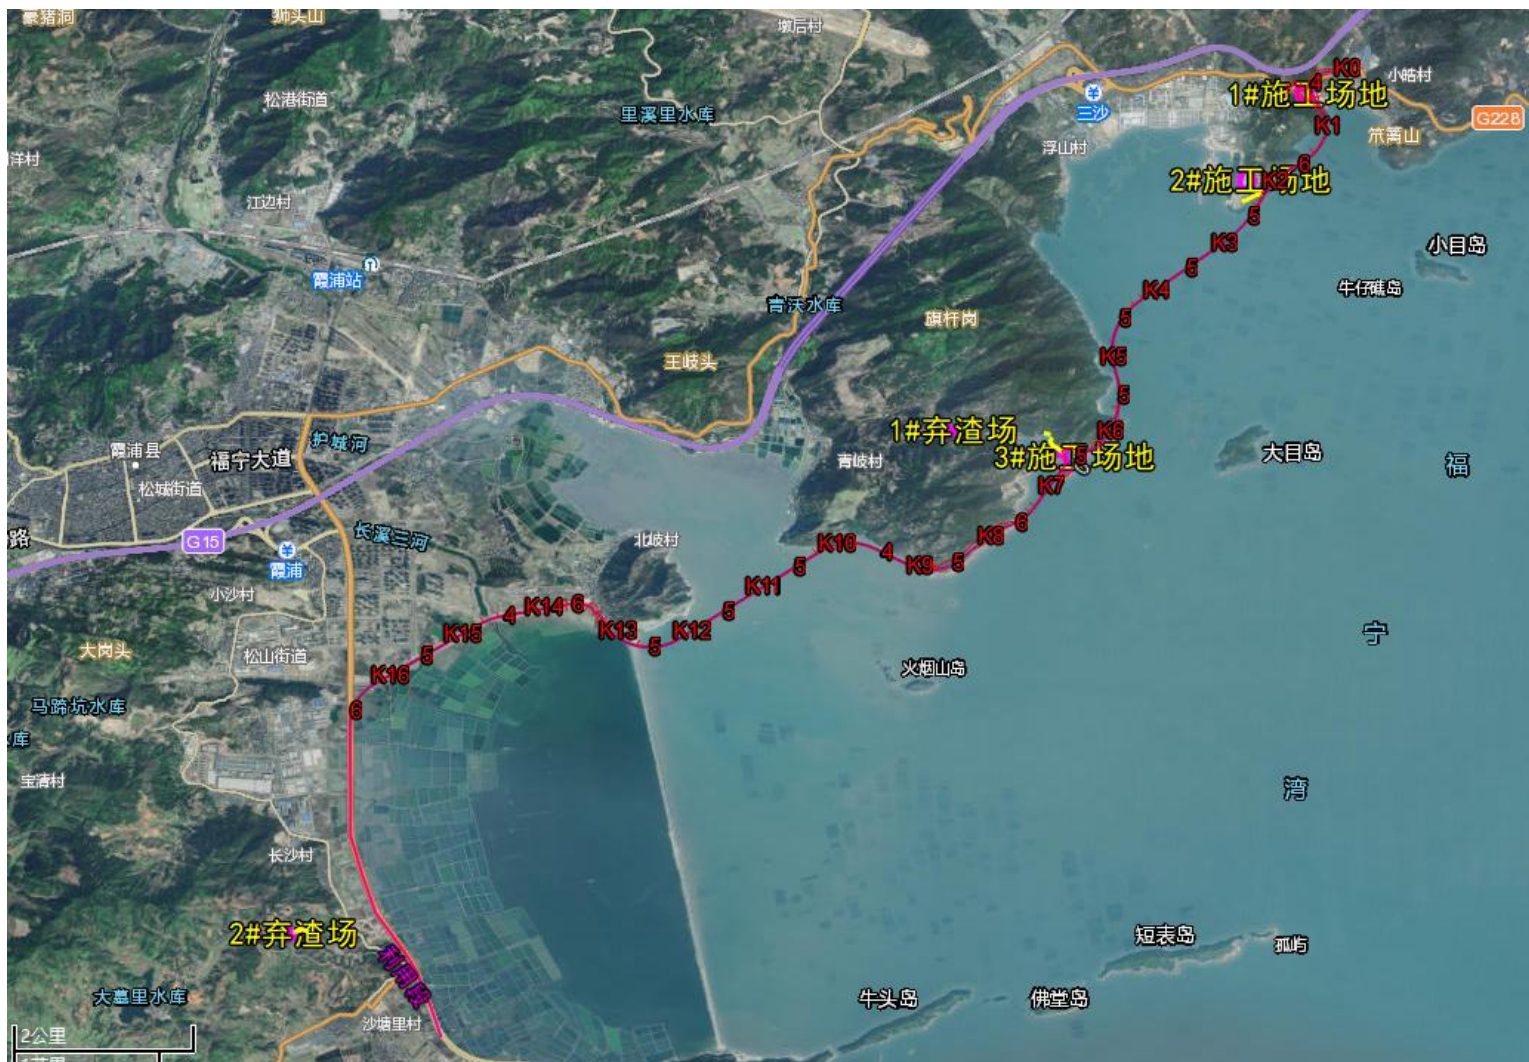 豪猪洞
狮头山
墩后村
K0
小皓村
4
1#施工场地
松港街道
里溪里水库
三沙
G228
K1
笊篱山
浮山村
6
洋村
2#施工场地
K2
江边村
5
K3
小目岛
霞浦站
5
牛仔礁岛
K4
青沃水库
旗杆岗
5
王岐头
K5
5
护城河
1#弃渣场
K6
霞浦县
福宁大道
青岐村
3#施工场地
5
大目岛
福
松城街道
K7
路
G15
长溪三河
北岐村
K10
6
K8
4
5
K9
霞浦
5
K11
小沙村
K14
6
5
4
宁
K15
K13
K12
大岗头
松山街道
5
5
火烟山岛
K16
马蹄坑水库
6
水库
宝清村
湾
长沙村
2#弃渣场
短表岛
孤屿
利用段
大墓里水库
牛头岛
佛堂岛
沙塘里村
2公里